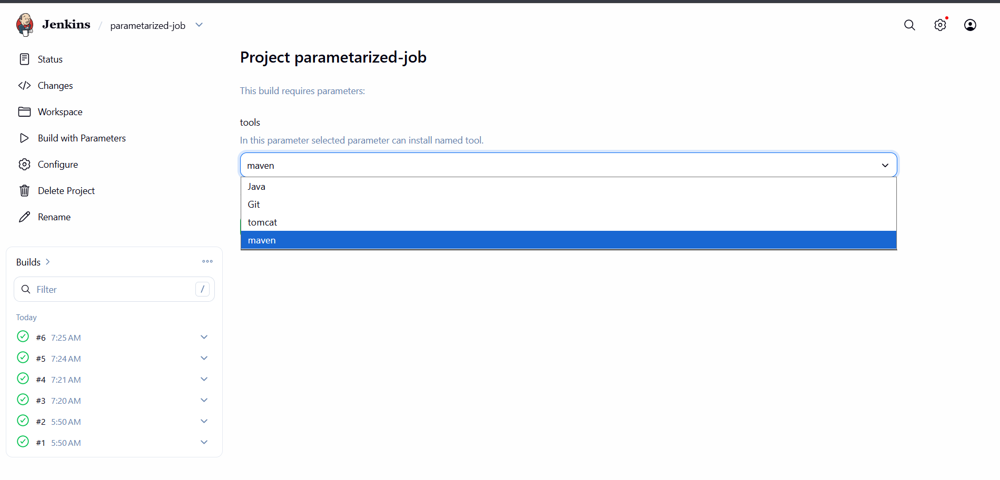 Jenkins / parametarized-job
Status
Changes
Workspace
Build with Parameters
Configure
Delete Project
Rename
Builds
Filter /
Today
#6 7:25 AM
#5 7:24 AM
#4 7:21 AM
#3 7:20 AM
#2 5:50 AM
#1 5:50 AM
Project parametarized-job
This build requires parameters:
tools
In this parameter selected parameter can install named tool.
maven
Java
Git
tomcat
maven